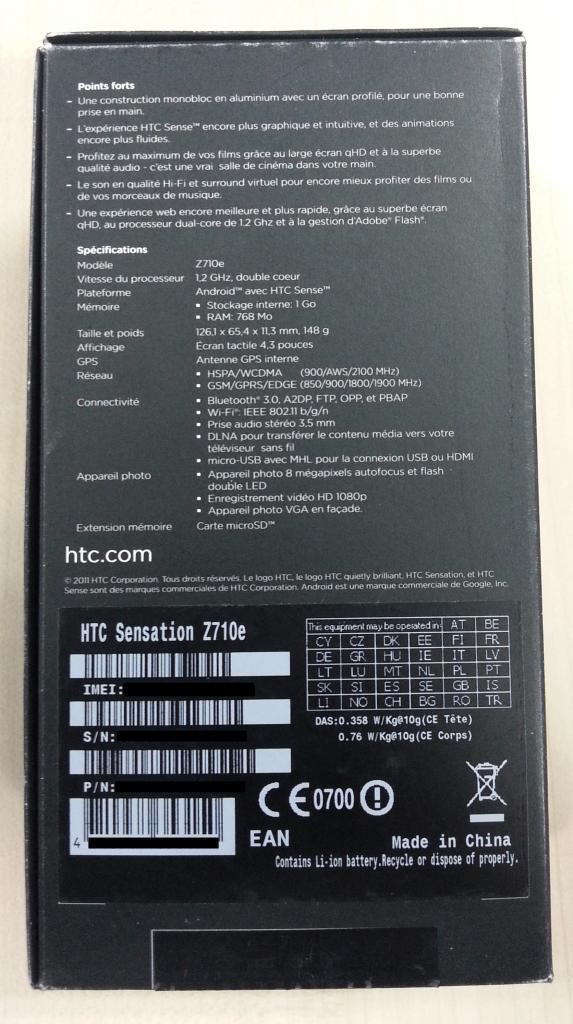 Points forts
- Une construction monobloc en aluminium avec un écran profilé, pour une bonne
prise en main.
- L'expérience HTC Sense™ encore plus graphique et intuitive, et des animations
encore plus fluides.
- Profitez au maximum de vos films grâce au large écran qHD et à la superbe
qualité audio - c'est une vrai salle de cinéma dans votre main.
- Le son en qualité Hi-Fi et surround virtuel pour encore mieux profiter des films ou
de vos morceaux de musique.
- Une expérience web encore meilleure et plus rapide, grâce au superbe écran
qHD, au processeur dual-core de 1.2 Ghz et à la gestion d'Adobe® Flash®.
Spécifications
Modèle Z710e
Vitesse du processeur 1,2 GHz, double coeur
Plateforme Android™ avec HTC Sense™
Mémoire ▪ Stockage interne: 1 Go
▪ RAM: 768 Mo
Taille et poids 126,1 x 65,4 x 11,3 mm, 148 g
Affichage Écran tactile 4,3 pouces
GPS Antenne GPS interne
Réseau ▪ HSPA/WCDMA (900/AWS/2100 MHz)
▪ GSM/GPRS/EDGE (850/900/1800/1900 MHz)
Connectivité ▪ Bluetooth® 3.0, A2DP, FTP, OPP, et PBAP
▪ Wi-Fi®: IEEE 802.11 b/g/n
▪ Prise audio stéréo 3,5 mm
▪ DLNA pour transférer le contenu média vers votre
téléviseur sans fil
▪ micro-USB avec MHL pour la connexion USB ou HDMI
Appareil photo ▪ Appareil photo 8 mégapixels autofocus et flash
double LED
▪ Enregistrement vidéo HD 1080p
▪ Appareil photo VGA en façade.
Extension mémoire Carte microSD™
htc.com
© 2011 HTC Corporation. Tous droits réservés. Le logo HTC, le logo HTC quietly brilliant, HTC Sensation, et HTC
Sense sont des marques commerciales de HTC Corporation. Android est une marque commerciale de Google, Inc.
HTC Sensation Z710e
IMEI:
S/N:
P/N:
4
This equipment may be operated in: AT BE
CY CZ DK EE FI FR
DE GR HU IE IT LV
LT LU MT NL PL PT
SK SI ES SE GB IS
LI NO CH BG RO TR
DAS:0.358 W/Kg@10g(CE Tête)
0.76 W/Kg@10g(CE Corps)
CE 0700 !
EAN
Made in China
Contains Li-ion battery.Recycle or dispose of properly.